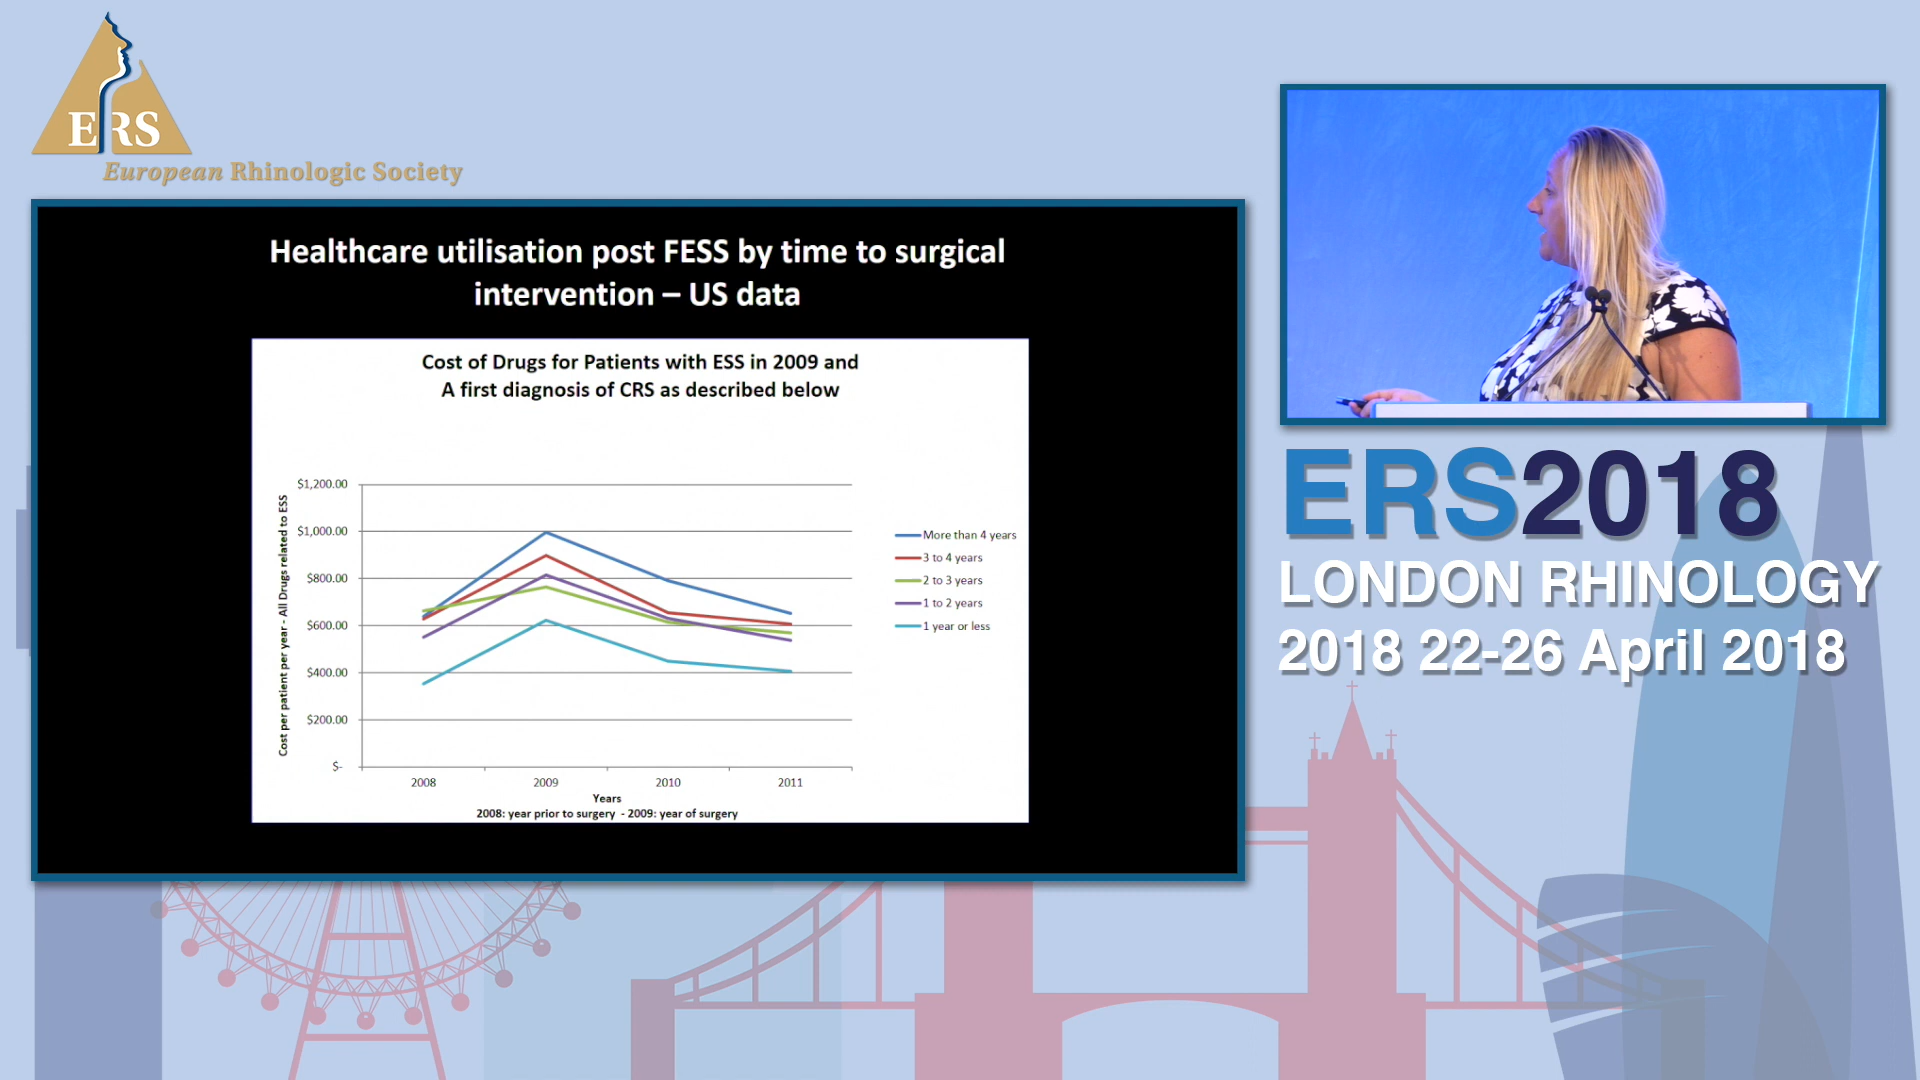 ERS
European Rhinologic Society
Healthcare utilisation post FESS by time to surgical
intervention – US data
Cost of Drugs for Patients with ESS in 2009 and
A first diagnosis of CRS as described below
Cost per patient per year - All Drugs related to ESS
$1,200.00
$1,000.00
$800.00
$600.00
$400.00
$200.00
$-
2008 2009 2010 2011
Years
2008: year prior to surgery - 2009: year of surgery
More than 4 years
3 to 4 years
2 to 3 years
1 to 2 years
1 year or less
ERS2018
LONDON RHINOLOGY
2018 22-26 April 2018